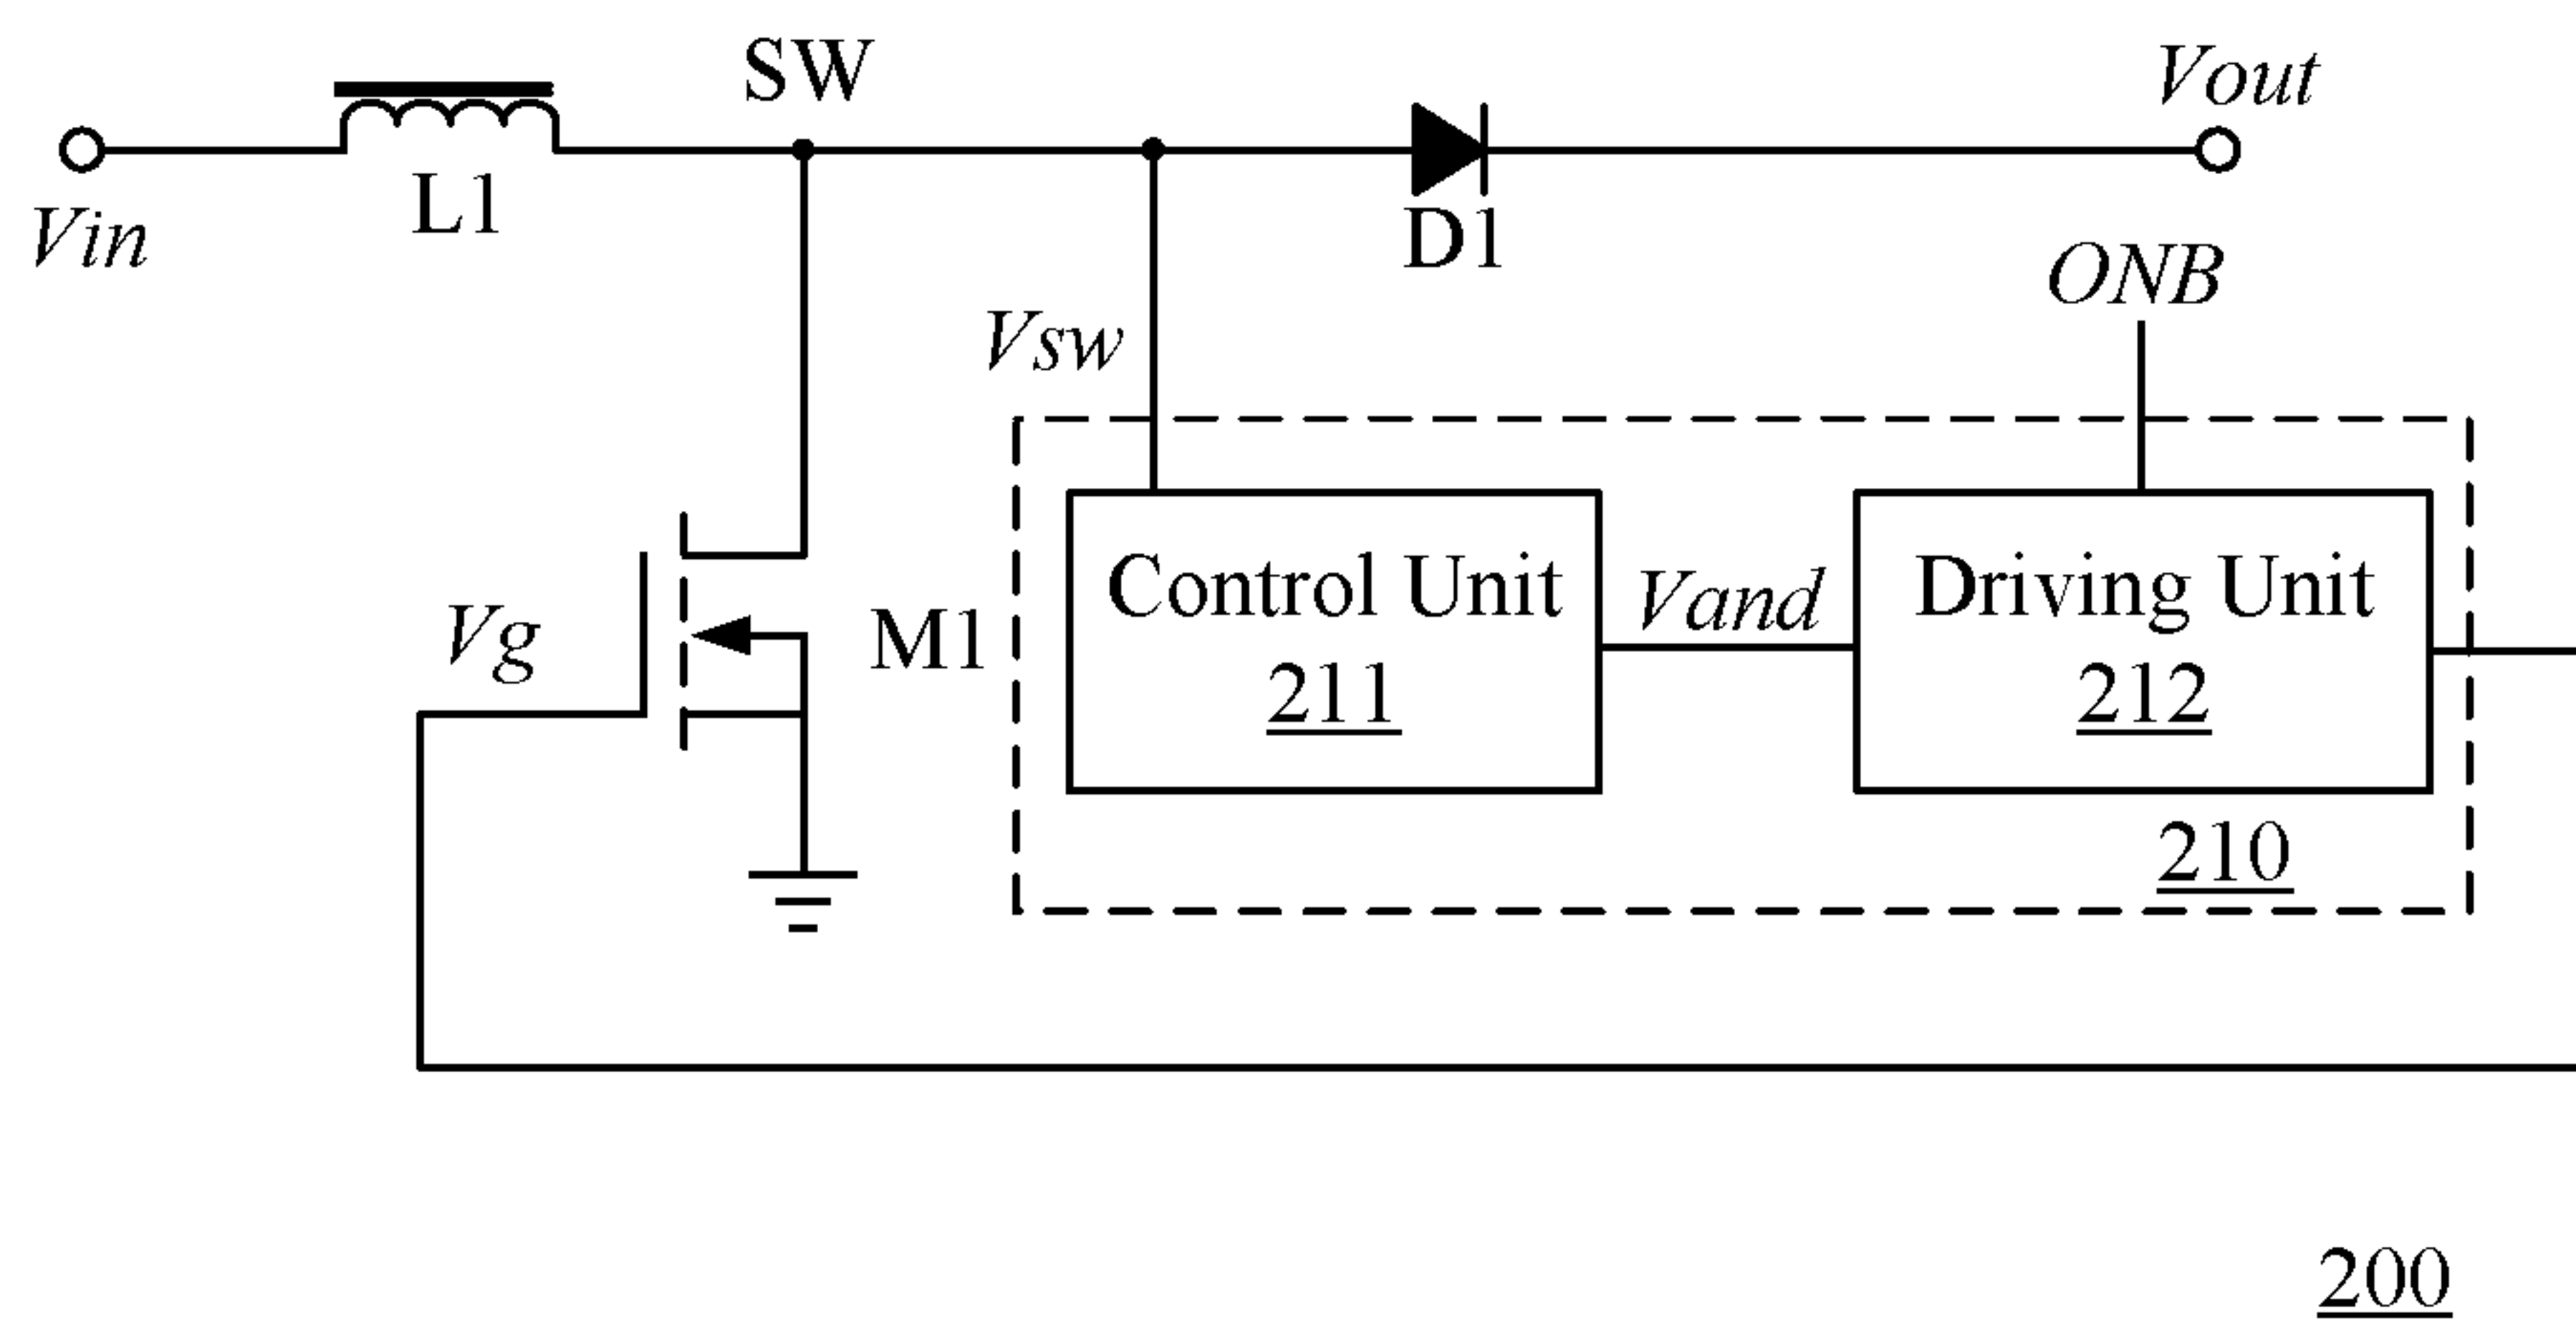 SW
Vout
L1
Vin
D1
ONB
Vsw
Control Unit
211
Vand
Driving Unit
212
Vg
M1
210
200